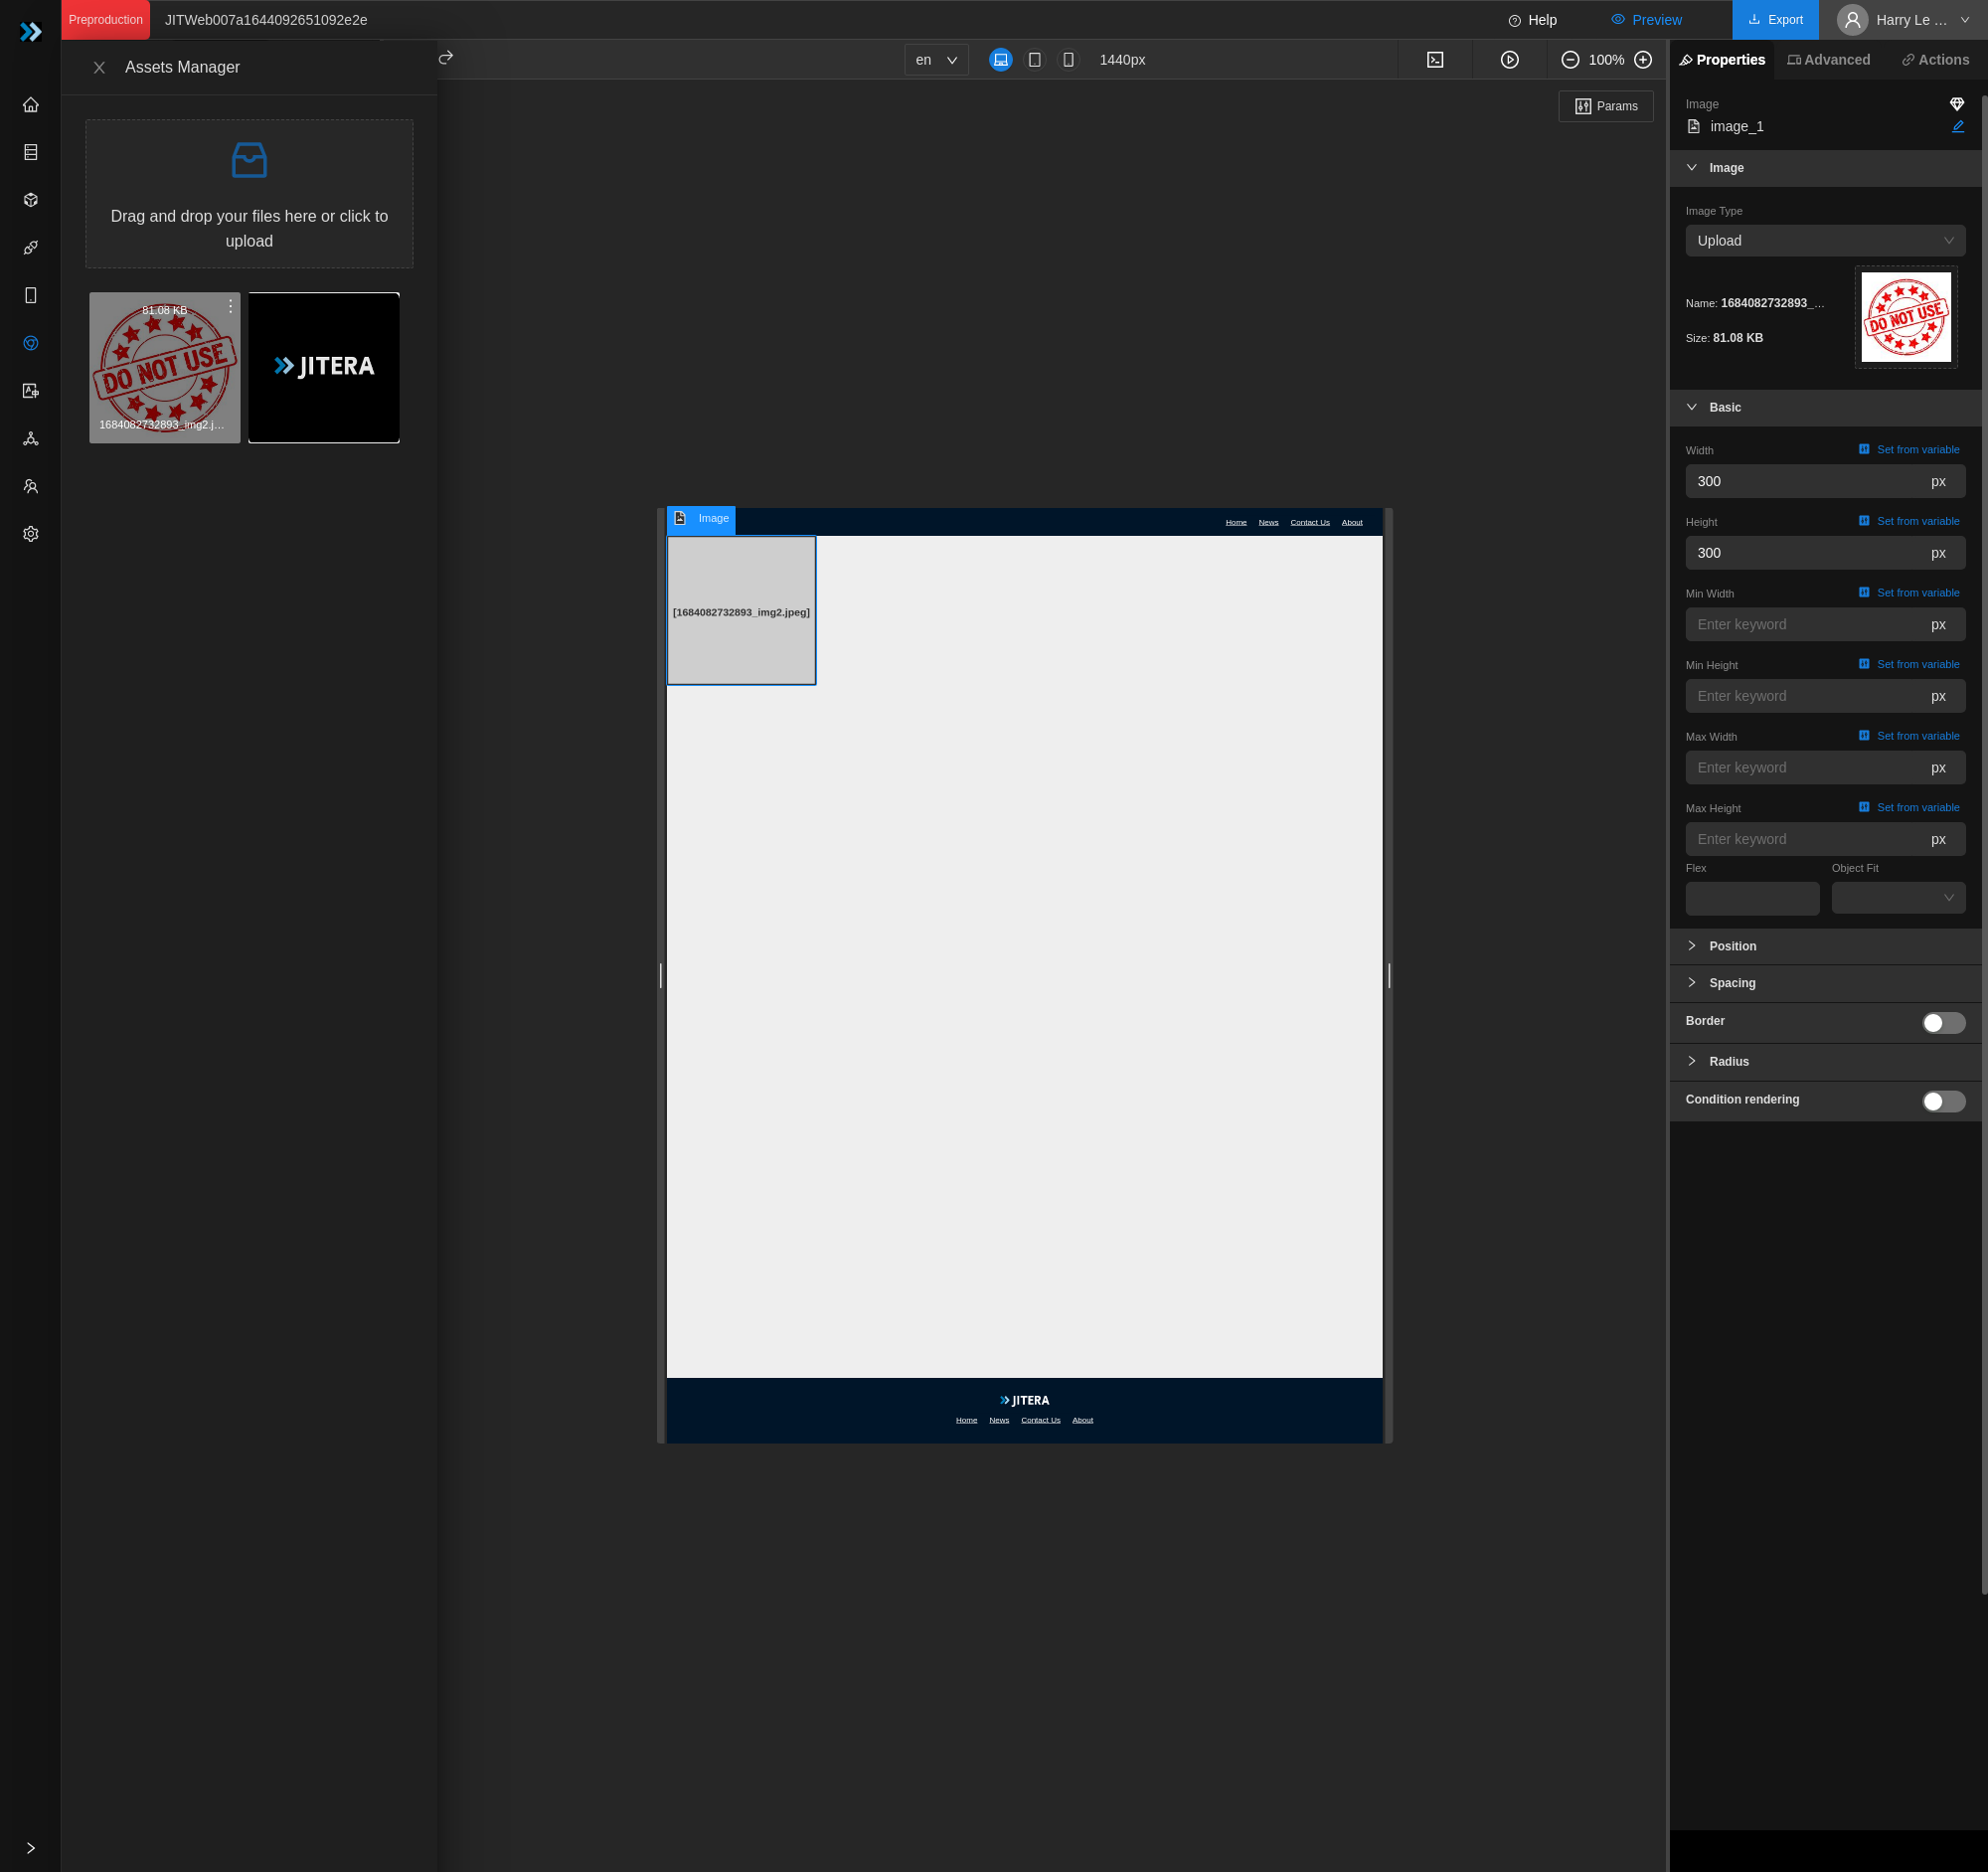 Preproduction
JITWeb007a1644092651092e2e
Help
Preview
Export
Harry Le ...
Assets Manager
en
1440px
100%
Properties
Advanced
Actions
Params
Drag and drop your files here or click to
upload
81.08 KB
DO NOT USE
1684082732893_img2.j...
JITERA
Image
image_1
Image
Image Type
Upload
Name: 1684082732893_...
Size: 81.08 KB
DO NOT USE
Basic
Width
Set from variable
300
px
Height
Set from variable
300
px
Min Width
Set from variable
Enter keyword
px
Min Height
Set from variable
Enter keyword
px
Max Width
Set from variable
Enter keyword
px
Max Height
Set from variable
Enter keyword
px
Flex
Object Fit
Position
Spacing
Border
Radius
Condition rendering
Image
Home
News
Contact Us
About
[1684082732893_img2.jpeg]
JITERA
Home
News
Contact Us
About